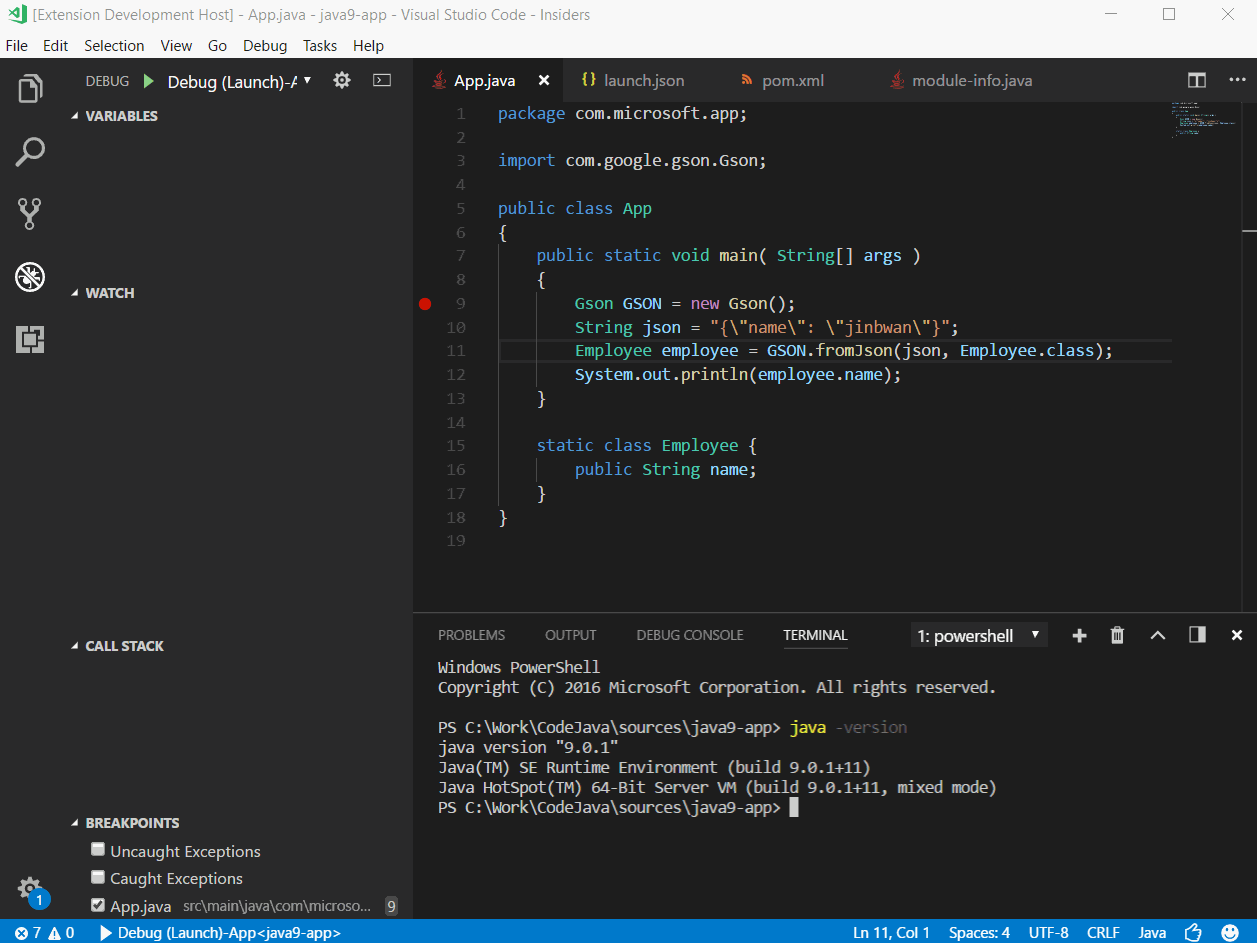 [Extension Development Host] - App.java - java9-app - Visual Studio Code - Insiders
File Edit Selection View Go Debug Tasks Help
DEBUG Debug (Launch)-A
VARIABLES
WATCH
CALL STACK
BREAKPOINTS
Uncaught Exceptions
Caught Exceptions
App.java src\main\java\com\microso... 9
1
App.java {} launch.json pom.xml module-info.java
1 package com.microsoft.app;
2
3 import com.google.gson.Gson;
4
5 public class App
6 {
7 public static void main( String[] args )
8 {
9 Gson GSON = new Gson();
10 String json = "{\"name\": \"jinbwan\"}";
11 Employee employee = GSON.fromJson(json, Employee.class);
12 System.out.println(employee.name);
13 }
14
15 static class Employee {
16 public String name;
17 }
18 }
19
PROBLEMS OUTPUT DEBUG CONSOLE TERMINAL 1: powershell
Windows PowerShell
Copyright (C) 2016 Microsoft Corporation. All rights reserved.
PS C:\Work\CodeJava\sources\java9-app> java -version
java version "9.0.1"
Java(TM) SE Runtime Environment (build 9.0.1+11)
Java HotSpot(TM) 64-Bit Server VM (build 9.0.1+11, mixed mode)
PS C:\Work\CodeJava\sources\java9-app>
7 0 Debug (Launch)-App<java9-app> Ln 11, Col 1 Spaces: 4 UTF-8 CRLF Java